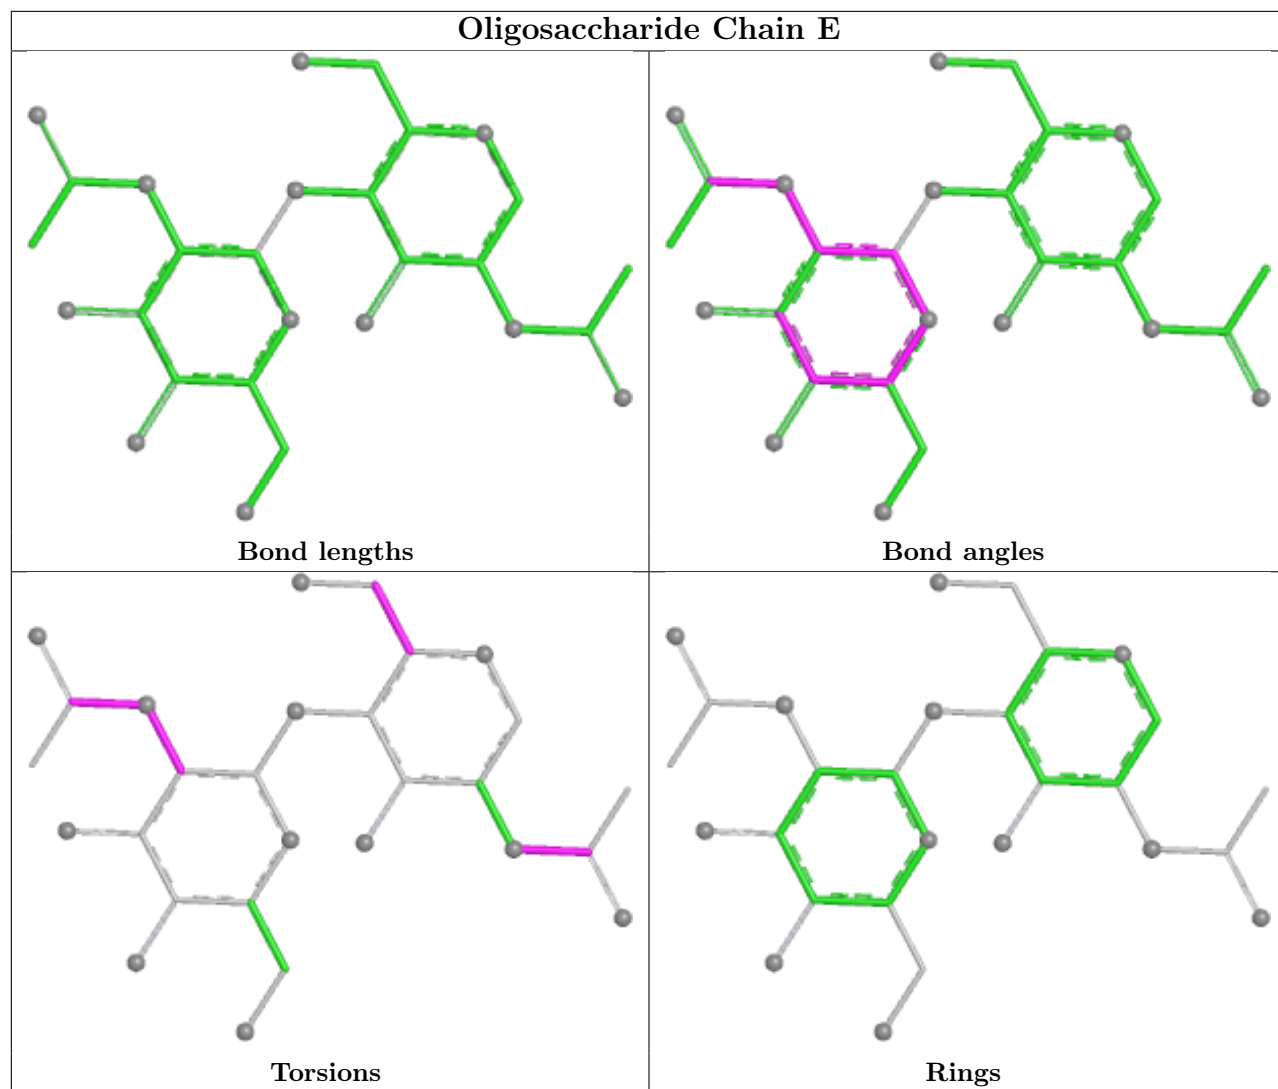 Oligosaccharide Chain E
Bond lengths
Bond angles
Torsions
Rings